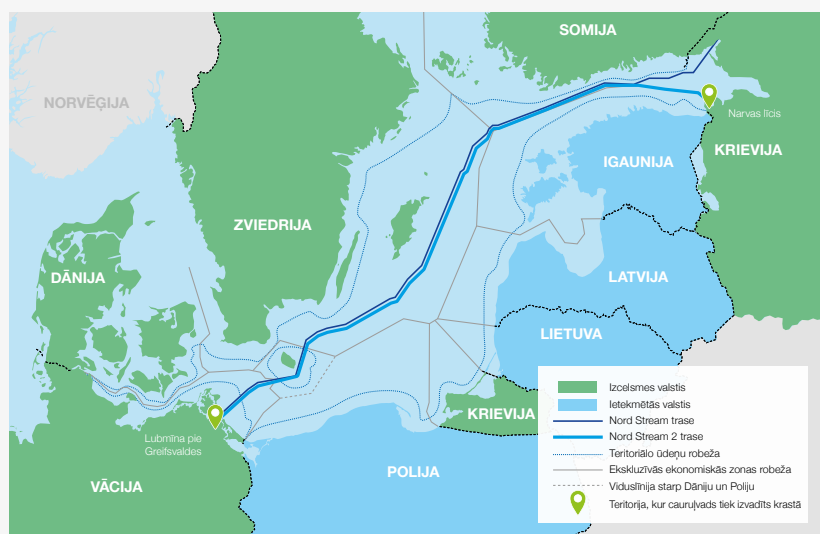 SOMIJA
NORVĒĢIJA
Narvas līcis
KRIEVIJA
IGAUNIJA
ZVIEDRIJA
DĀNIJA
LATVIJA
LIETUVA
KRIEVIJA
Lubmīna pie
Greifsvaldes
VĀCIJA
POLIJA
Izcelsmes valstis
Ietekmētās valstis
Nord Stream trase
Nord Stream 2 trase
Teritoriālo ūdeņu robeža
Ekskluzīvās ekonomiskās zonas robeža
Viduslīnija starp Dāniju un Poliju
Teritorija, kur cauruļvads tiek izvadīts krastā